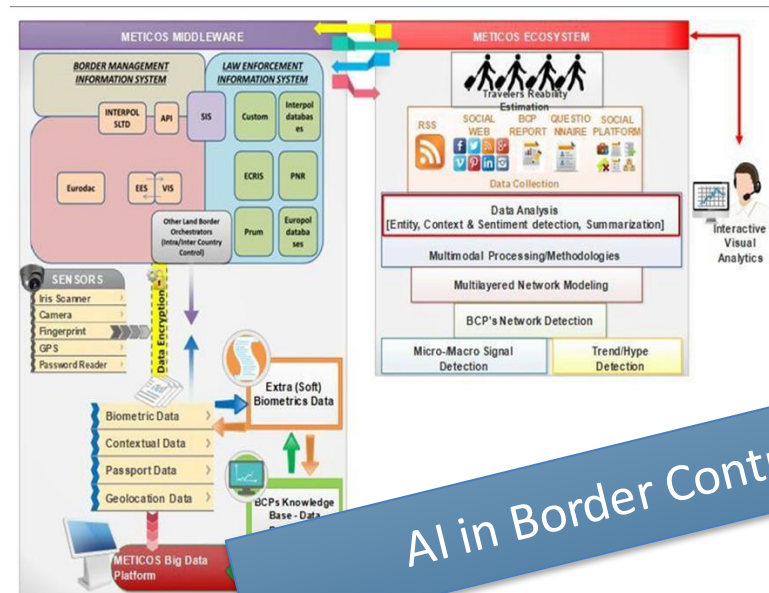 METICOS MIDDLEWARE
BORDER MANAGEMENT
INFORMATION SYSTEM
LAW ENFORCEMENT
INFORMATION SYSTEM
INTERPOL
SLTD
API
SIS
Custom
Interpol
databas
es
Eurodac
EES
VIS
ECRIS
PNR
Other Land Border
Orchestrators
(Intra/Inter Country
Control)
Prum
Europol
databa
ses
SENSORS
Iris Scanner
Camera
Fingerprint
GPS
Password Reader
Data Encryption
Biometric Data
Contextual Data
Passport Data
Geolocation Data
Extra (Soft)
Biometrics Data
BCPs Knowledge
Base - Data
METICOS Big Data
Platform
METICOS ECOSYSTEM
Travelers Reability
Estimation
RSS
SOCIAL
WEB
BCP
REPORT
QUESTIO
NNAIRE
SOCIAL
PLATFORM
Data Collection
Data Analysis
[Entity, Context & Sentiment detection, Summarization]
Multimodal Processing/Methodologies
Multilayered Network Modeling
BCP's Network Detection
Micro-/Macro Signal
Detection
Trend/Hype
Detection
Interactive
Visual
Analytics
AI in Border Contr